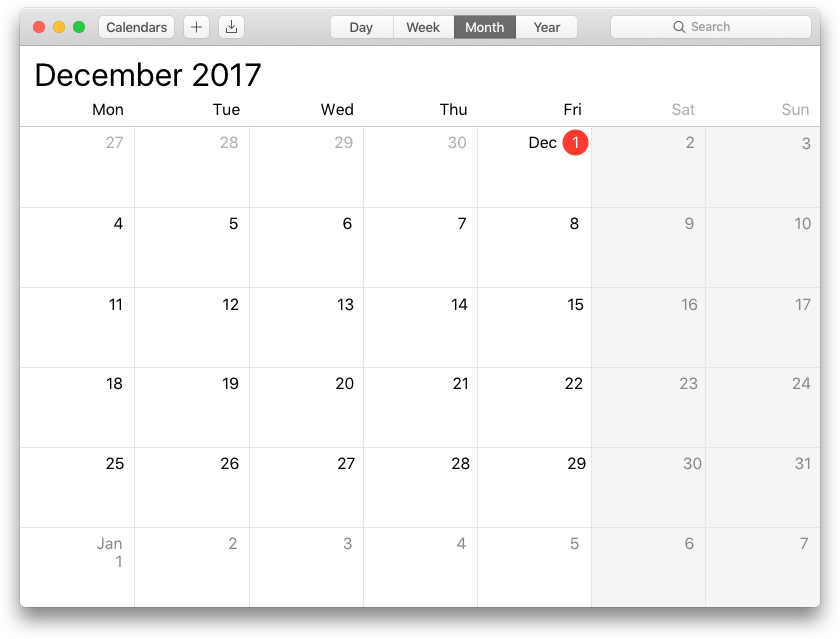 Calendars + Day Week Month Year Search
December 2017
Mon Tue Wed Thu Fri Sat Sun
27 28 29 30 Dec 1 2 3
4 5 6 7 8 9 10
11 12 13 14 15 16 17
18 19 20 21 22 23 24
25 26 27 28 29 30 31
Jan 2 3 4 5 6 7
1